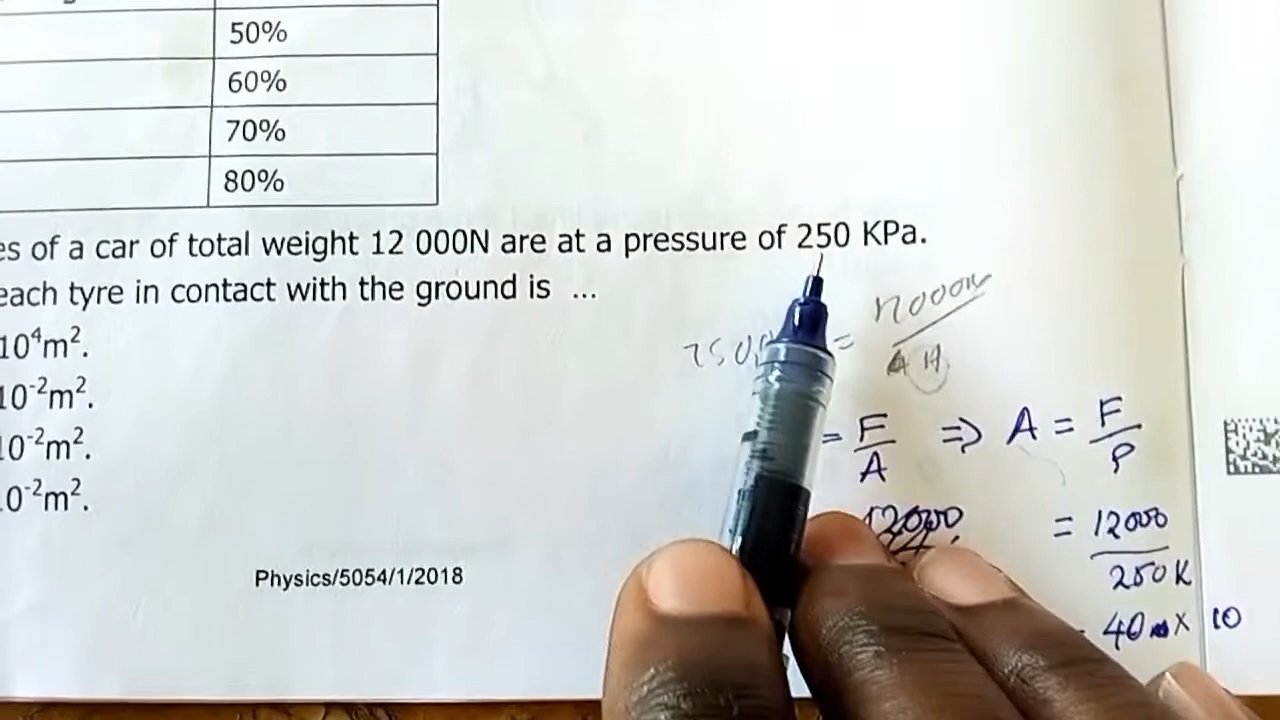 50%
60%
70%
80%
es of a car of total weight 12 000N are at a pressure of 250 KPa.
each tyre in contact with the ground is ...
10⁴m².
10⁻²m².
10⁻²m².
0⁻²m².
= 12000N
4A
= F/A => A = F/P
12000
= 12000
250K
40 x 10
Physics/5054/1/2018